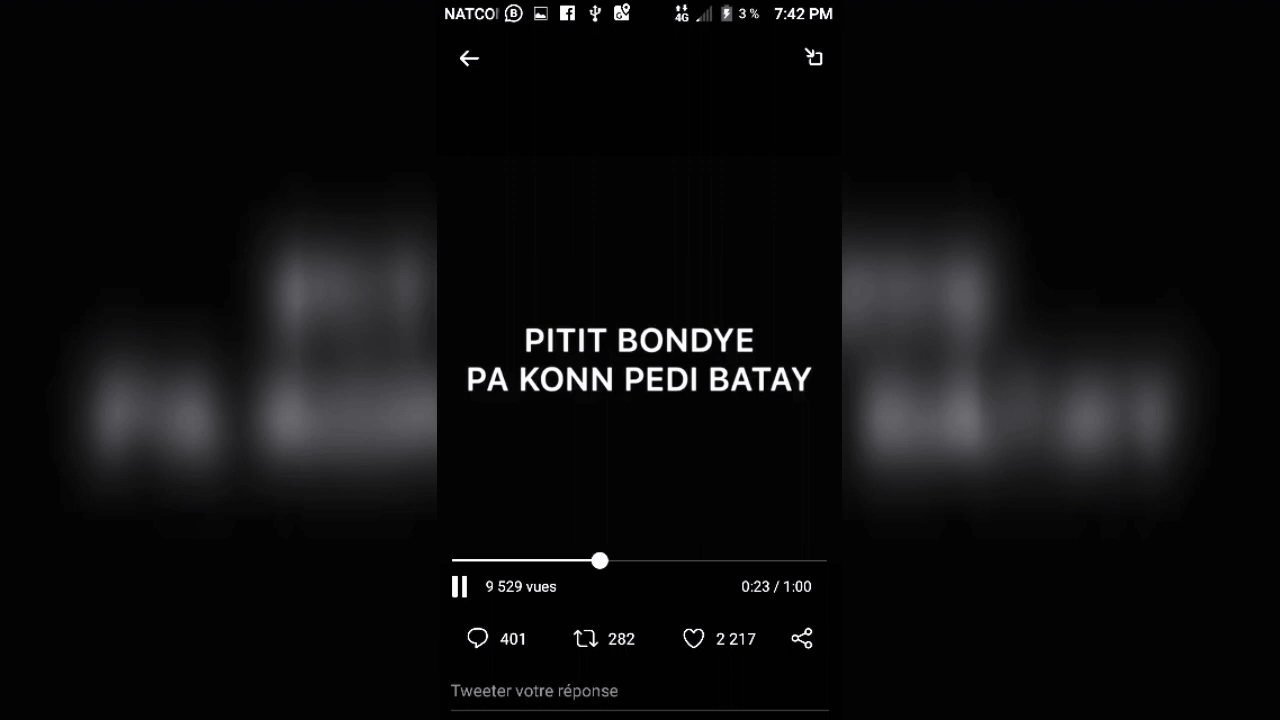 NATCO
4G
3 %
7:42 PM
PITIT BONDYE
PA KONN PEDI BATAY
9 529 vues
0:23 / 1:00
401
282
2 217
Tweeter votre réponse